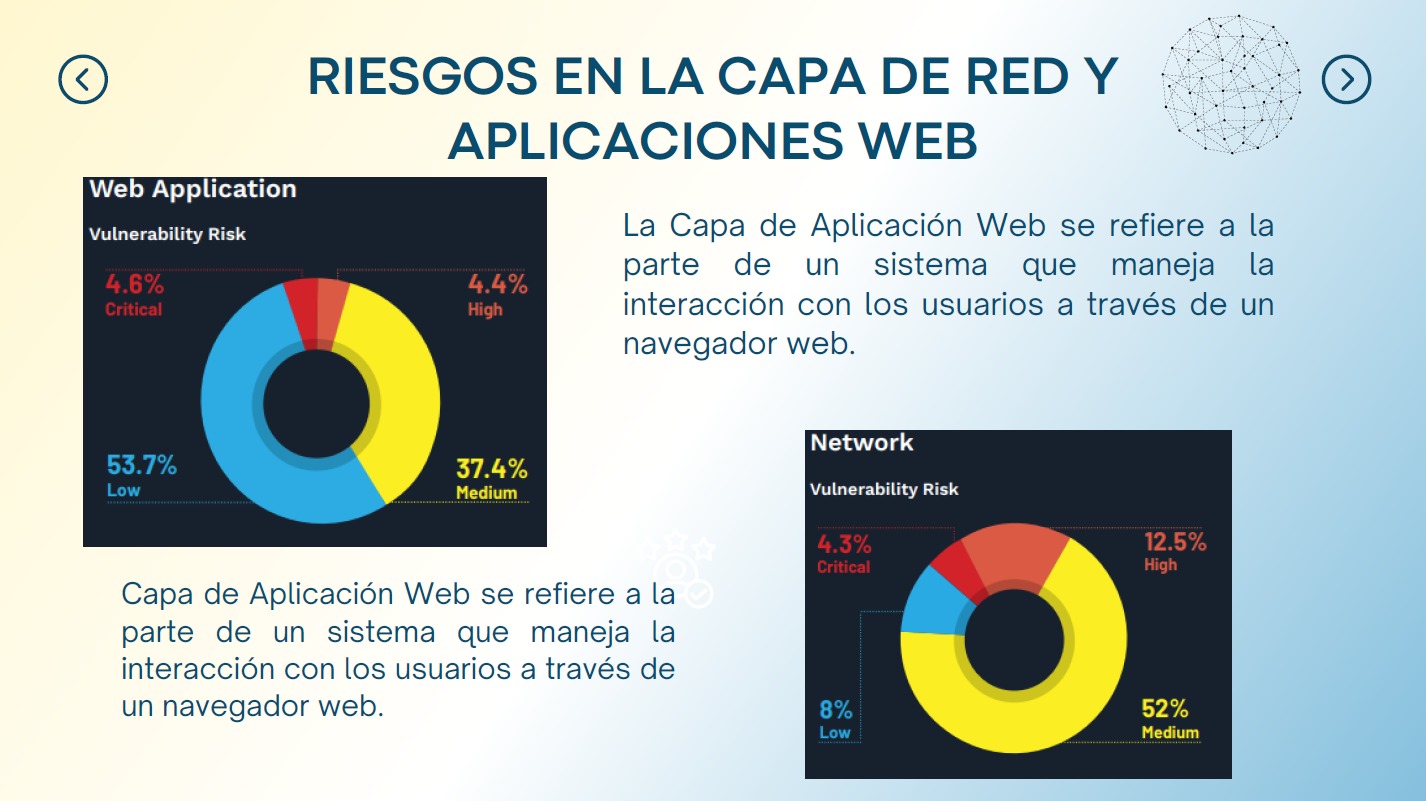 RIESGOS EN LA CAPA DE RED Y
APLICACIONES WEB
Web Application
Vulnerability Risk
4.6%
Critical
4.4%
High
53.7%
Low
37.4%
Medium
La Capa de Aplicación Web se refiere a la
parte de un sistema que maneja la
interacción con los usuarios a través de un
navegador web.
Network
Vulnerability Risk
4.3%
Critical
12.5%
High
8%
Low
52%
Medium
Capa de Aplicación Web se refiere a la
parte de un sistema que maneja la
interacción con los usuarios a través de
un navegador web.